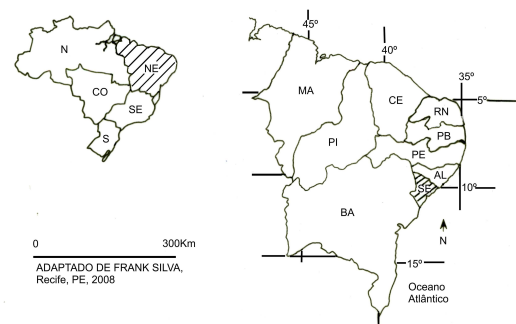 N
NE
CO
SE
S
0 300Km
ADAPTADO DE FRANK SILVA,
Recife, PE, 2008
45º
40º
35º
5º
MA
CE
RN
PB
PI
PE
AL
SE
10º
BA
N
15º
Oceano
Atlântico